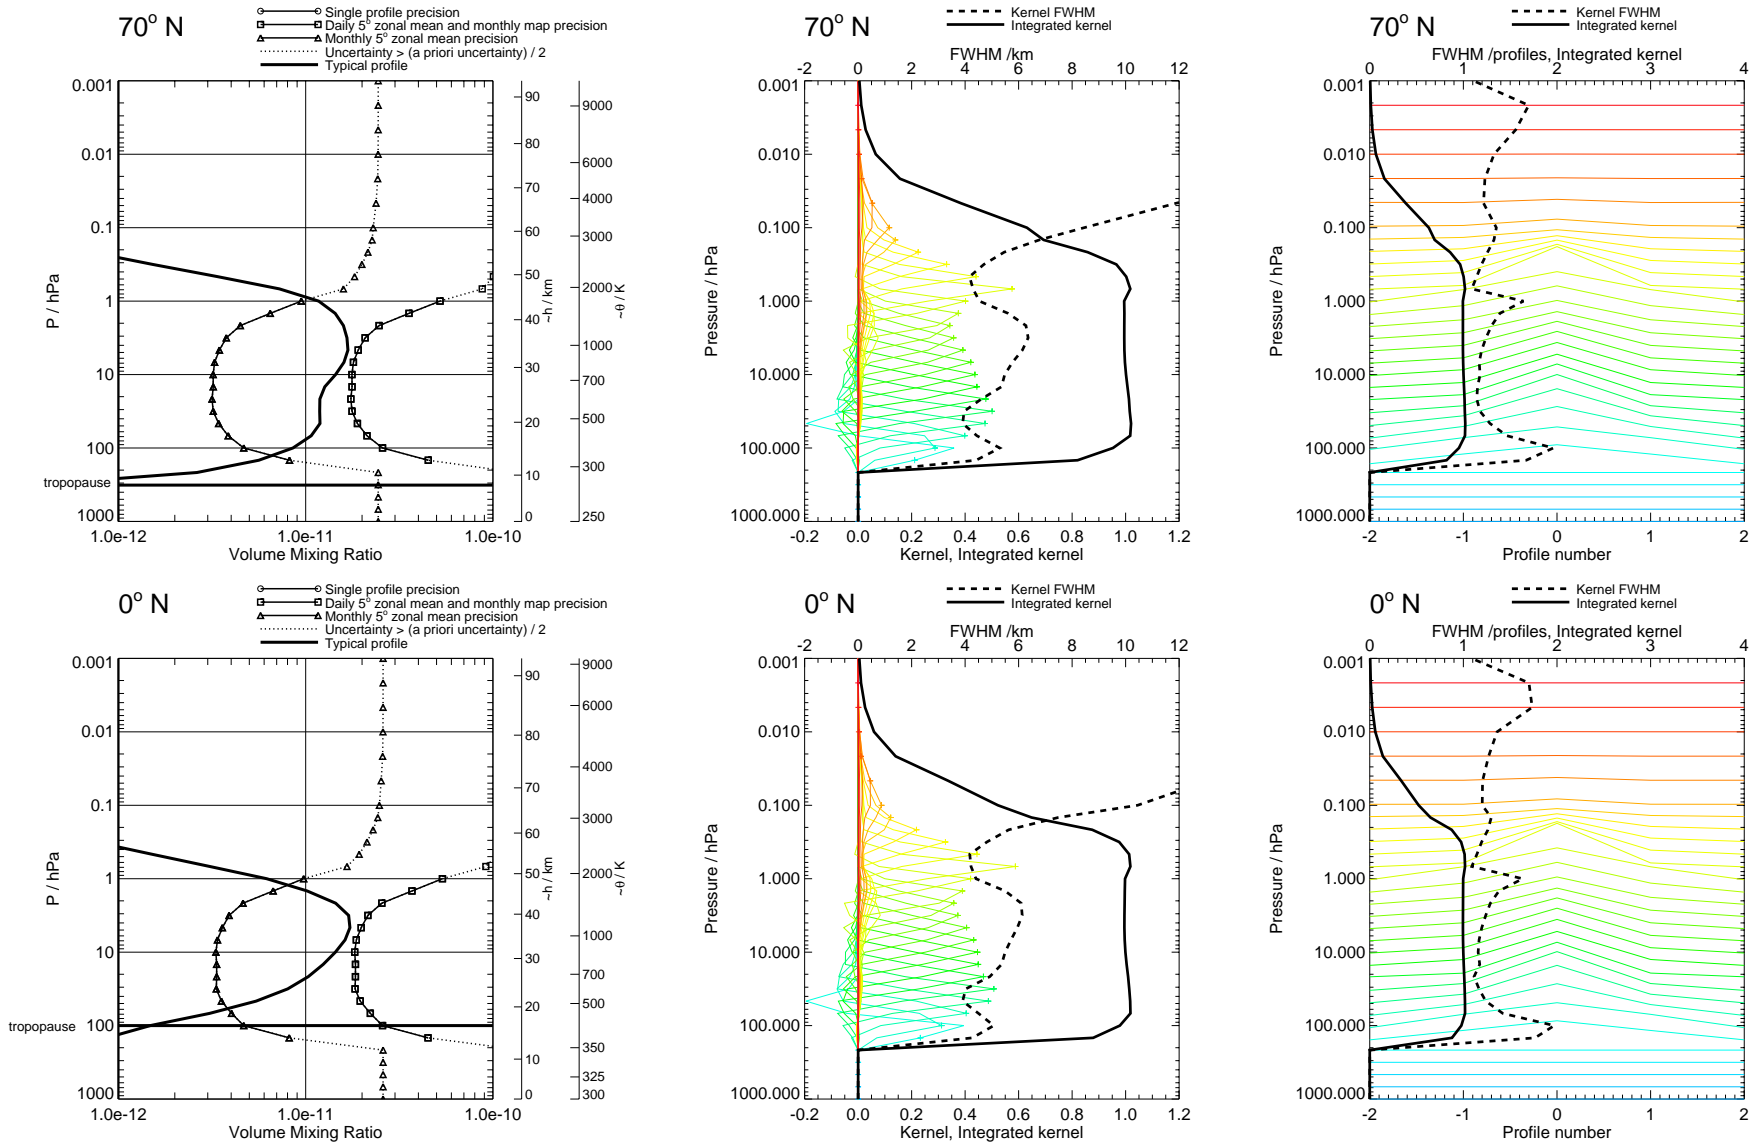 70° N
Single profile precision
Daily 5° zonal mean and monthly map precision
Monthly 5° zonal mean precision
Uncertainty > (a priori uncertainty) / 2
Typical profile
0.001
0.01
0.1
1
10
100
1000
tropopause
P / hPa
1.0e-12 1.0e-11 1.0e-10
Volume Mixing Ratio
90
80
70
60
50
40
30
20
10
0
~h / km
9000
6000
4000
3000
2000
1000
700
500
300
250
~θ / K
70° N
Kernel FWHM
Integrated kernel
FWHM /km
-2 0 2 4 6 8 10 12
0.001
0.010
0.100
1.000
10.000
100.000
1000.000
Pressure / hPa
-0.2 0.0 0.2 0.4 0.6 0.8 1.0 1.2
Kernel, Integrated kernel
70° N
Kernel FWHM
Integrated kernel
FWHM /profiles, Integrated kernel
0 1 2 3 4
0.001
0.010
0.100
1.000
10.000
100.000
1000.000
Pressure / hPa
-2 -1 0 1 2
Profile number
0° N
Single profile precision
Daily 5° zonal mean and monthly map precision
Monthly 5° zonal mean precision
Uncertainty > (a priori uncertainty) / 2
Typical profile
0.001
0.01
0.1
1
10
100
1000
tropopause
P / hPa
1.0e-12 1.0e-11 1.0e-10
Volume Mixing Ratio
90
80
70
60
50
40
30
20
10
0
~h / km
9000
6000
4000
3000
2000
1000
700
500
350
325
300
~θ / K
0° N
Kernel FWHM
Integrated kernel
FWHM /km
-2 0 2 4 6 8 10 12
0.001
0.010
0.100
1.000
10.000
100.000
1000.000
Pressure / hPa
-0.2 0.0 0.2 0.4 0.6 0.8 1.0 1.2
Kernel, Integrated kernel
0° N
Kernel FWHM
Integrated kernel
FWHM /profiles, Integrated kernel
0 1 2 3 4
0.001
0.010
0.100
1.000
10.000
100.000
1000.000
Pressure / hPa
-2 -1 0 1 2
Profile number